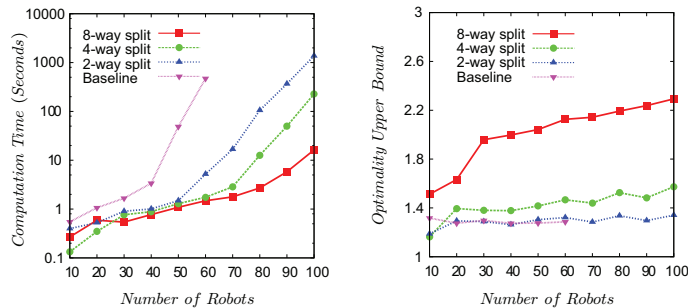 Computation Time (Seconds)
10000
1000
100
10
1
0.1
8-way split
4-way split
2-way split
Baseline
10 20 30 40 50 60 70 80 90 100
Number of Robots
Optimality Upper Bound
3
2.6
2.2
1.8
1.4
1
8-way split
4-way split
2-way split
Baseline
10 20 30 40 50 60 70 80 90 100
Number of Robots